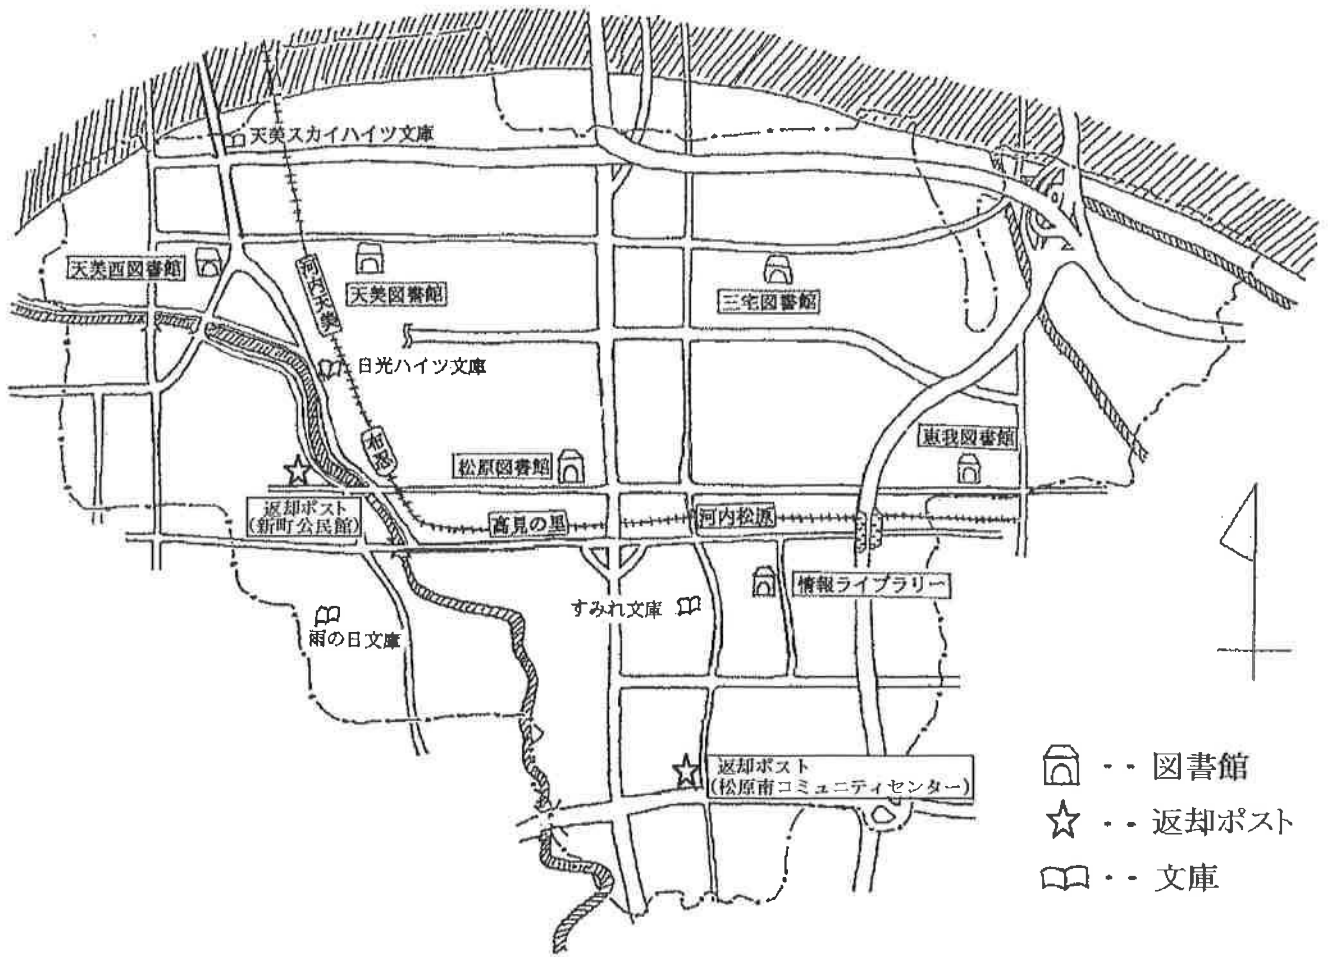 天美スカイハイツ文庫
天美西図書館
河内天美
天美図書館
三宅図書館
日光ハイツ文庫
布忍
松原図書館
恵我図書館
返却ポスト
(新町公民館)
高見の里
河内松原
情報ライブラリー
すみれ文庫
雨の日文庫
返却ポスト
(松原南コミュニティセンター)
・・図書館
・・返却ポスト
・・文庫